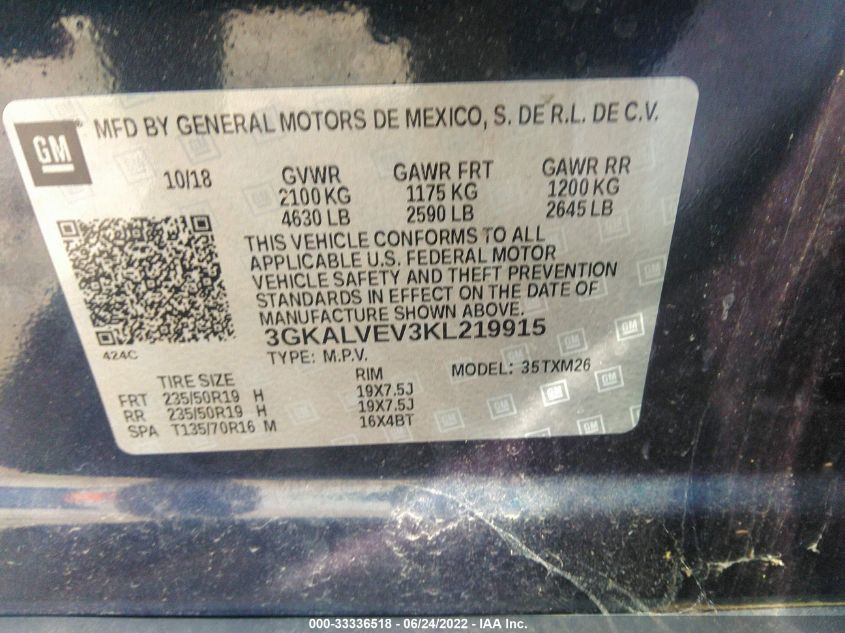 GM
MFD BY GENERAL MOTORS DE MEXICO, S. DE R.L. DE C.V.
10/18 GVWR GAWR FRT GAWR RR
2100 KG 1175 KG 1200 KG
4630 LB 2590 LB 2645 LB
THIS VEHICLE CONFORMS TO ALL
APPLICABLE U.S. FEDERAL MOTOR
VEHICLE SAFETY AND THEFT PREVENTION
STANDARDS IN EFFECT ON THE DATE OF
MANUFACTURE SHOWN ABOVE.
424C
3GKALVEV3KL219915
TYPE: M.P.V. MODEL: 35TXM26
TIRE SIZE RIM
FRT 235/50R19 H 19X7.5J
RR 235/50R19 H 19X7.5J
SPA T135/70R16 M 16X4BT
000-33336518 - 06/24/2022 - IAA Inc.